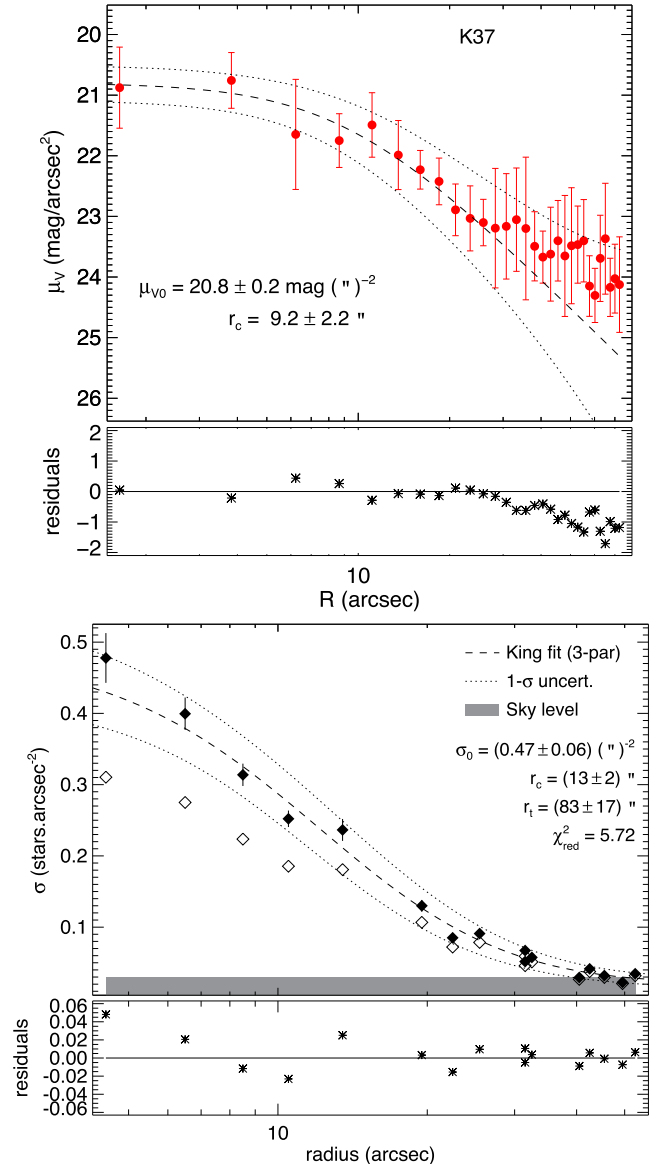 K37
20
21
22
23
24
25
26
μV (mag/arcsec²)
μV0 = 20.8 ± 0.2 mag (")⁻²
rc = 9.2 ± 2.2 "
2
1
0
−1
−2
residuals
10
R (arcsec)
0.5
0.4
0.3
0.2
0.1
σ (stars.arcsec⁻²)
King fit (3-par)
1-σ uncert.
Sky level
σ0 = (0.47±0.06) (")⁻²
rc = (13±2) "
rt = (83±17) "
χ²red = 5.72
0.06
0.04
0.02
0.00
-0.02
-0.04
-0.06
residuals
10
radius (arcsec)